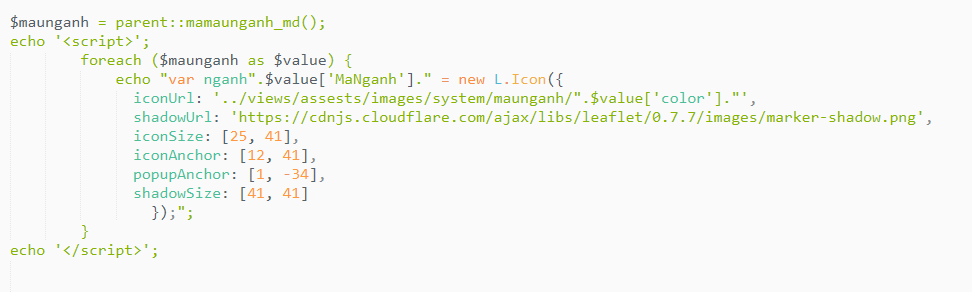 $maunganh = parent::mamaunganh_md();
echo '<script>';
foreach ($maunganh as $value) {
echo "var nganh".$value['MaNganh']." = new L.Icon({
iconUrl: '../views/assests/images/system/maunganh/".$value['color']."',
shadowUrl: 'https://cdnjs.cloudflare.com/ajax/libs/leaflet/0.7.7/images/marker-shadow.png',
iconSize: [25, 41],
iconAnchor: [12, 41],
popupAnchor: [1, -34],
shadowSize: [41, 41]
});";
}
echo '</script>';